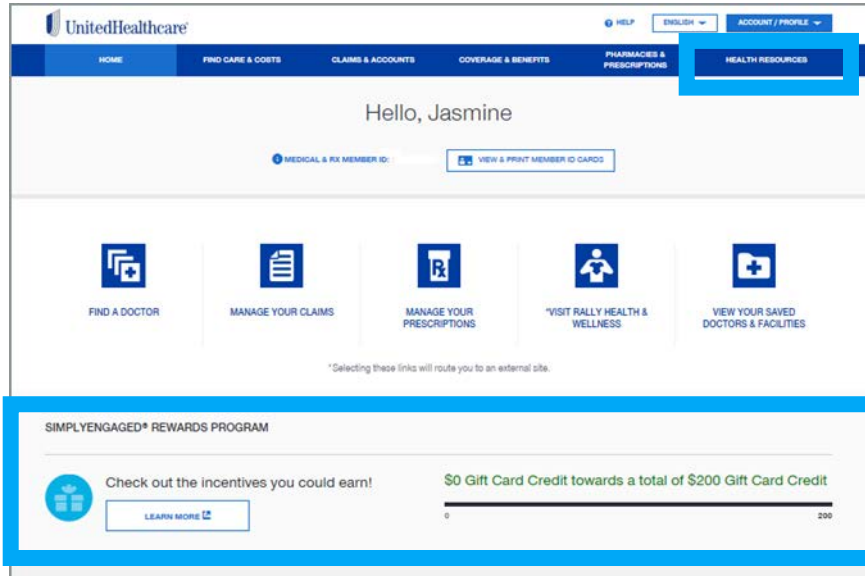 UnitedHealthcare®
HELP
ENGLISH
ACCOUNT / PROFILE
HOME
FIND CARE & COSTS
CLAIMS & ACCOUNTS
COVERAGE & BENEFITS
PHARMACIES &
PRESCRIPTIONS
HEALTH RESOURCES
Hello, Jasmine
MEDICAL & RX MEMBER ID:
VIEW & PRINT MEMBER ID CARDS
FIND A DOCTOR
MANAGE YOUR CLAIMS
MANAGE YOUR
PRESCRIPTIONS
*VISIT RALLY HEALTH &
WELLNESS
VIEW YOUR SAVED
DOCTORS & FACILITIES
*Selecting these links will route you to an external site.
SIMPLYENGAGED® REWARDS PROGRAM
Check out the incentives you could earn!
LEARN MORE
$0 Gift Card Credit towards a total of $200 Gift Card Credit
0
200